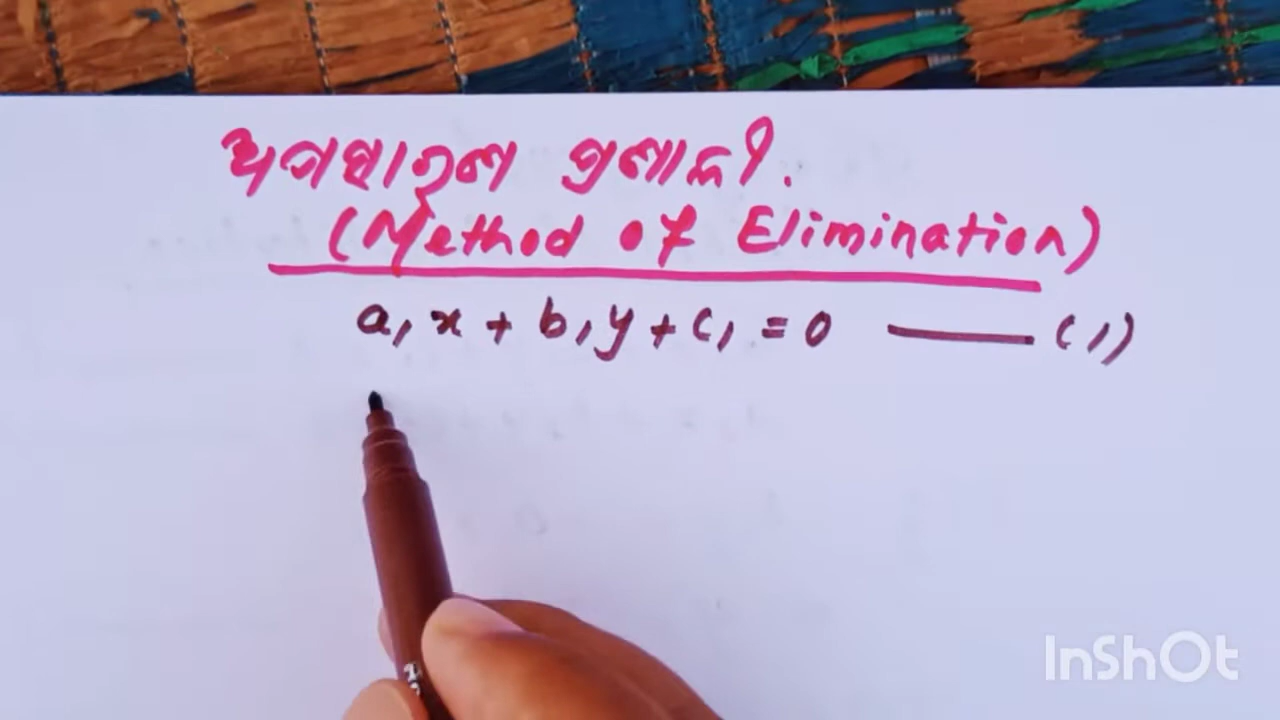 ଅପସାରଣ ପ୍ରଣାଳୀ.
(Method of Elimination)
a₁x + b₁y + c₁ = 0 —— (1)
InShOt